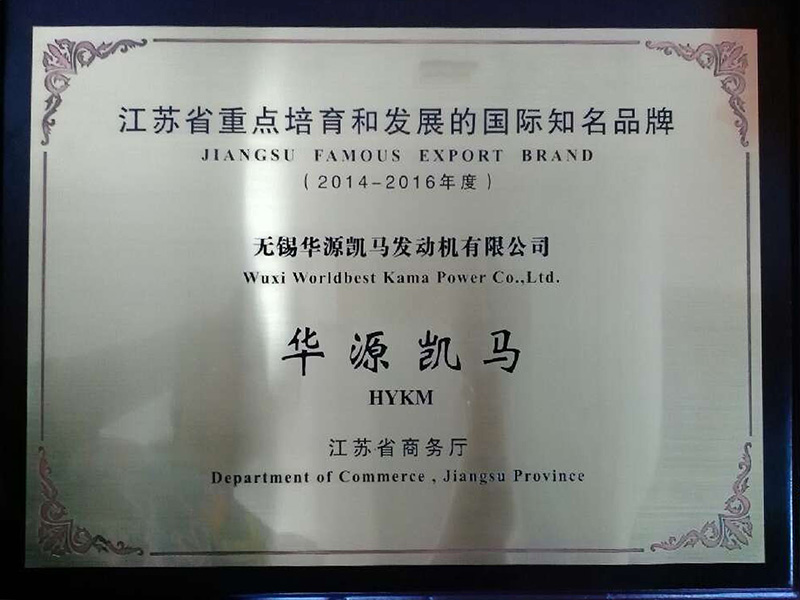 江苏省重点培育和发展的国际知名品牌
JIANGSU FAMOUS EXPORT BRAND
（2014-2016年度）
无锡华源凯马发动机有限公司
Wuxi Worldbest Kama Power Co.,Ltd.
华源凯马
HYKM
江苏省商务厅
Department of Commerce , Jiangsu Province